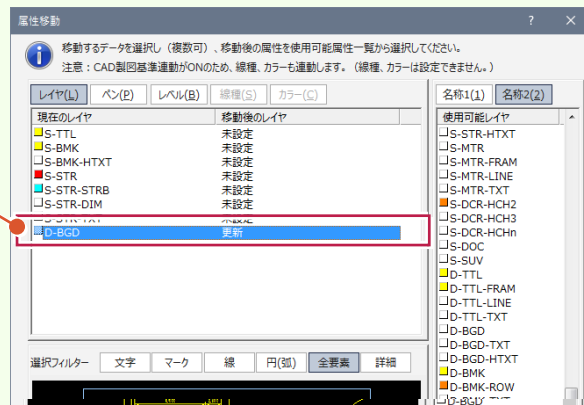 属性移動 ? ×
移動するデータを選択し（複数可）、移動後の属性を使用可能属性一覧から選択してください。
注意：CAD製図基準連動がONのため、線種、カラーも連動します。（線種、カラーは設定できません。）
レイヤ(L) ペン(P) レベル(B) 線種(S) カラー(C)
現在のレイヤ 移動後のレイヤ
S-TTL 未設定
S-BMK 未設定
S-BMK-HTXT 未設定
S-STR 未設定
S-STR-STRB 未設定
S-STR-DIM 未設定
S-STR-TXT 未設定
D-BGD 更新
選択フィルター 文字 マーク 線 円(弧) 全要素 詳細
名称1(1) 名称2(2)
使用可能レイヤ
S-STR-HTXT
S-MTR
S-MTR-FRAM
S-MTR-LINE
S-MTR-TXT
S-DCR-HCH2
S-DCR-HCH3
S-DCR-HCHn
S-DOC
S-SUV
D-TTL
D-TTL-FRAM
D-TTL-LINE
D-TTL-TXT
D-BGD
D-BGD-TXT
D-BGD-HTXT
D-BMK
D-BMK-ROW